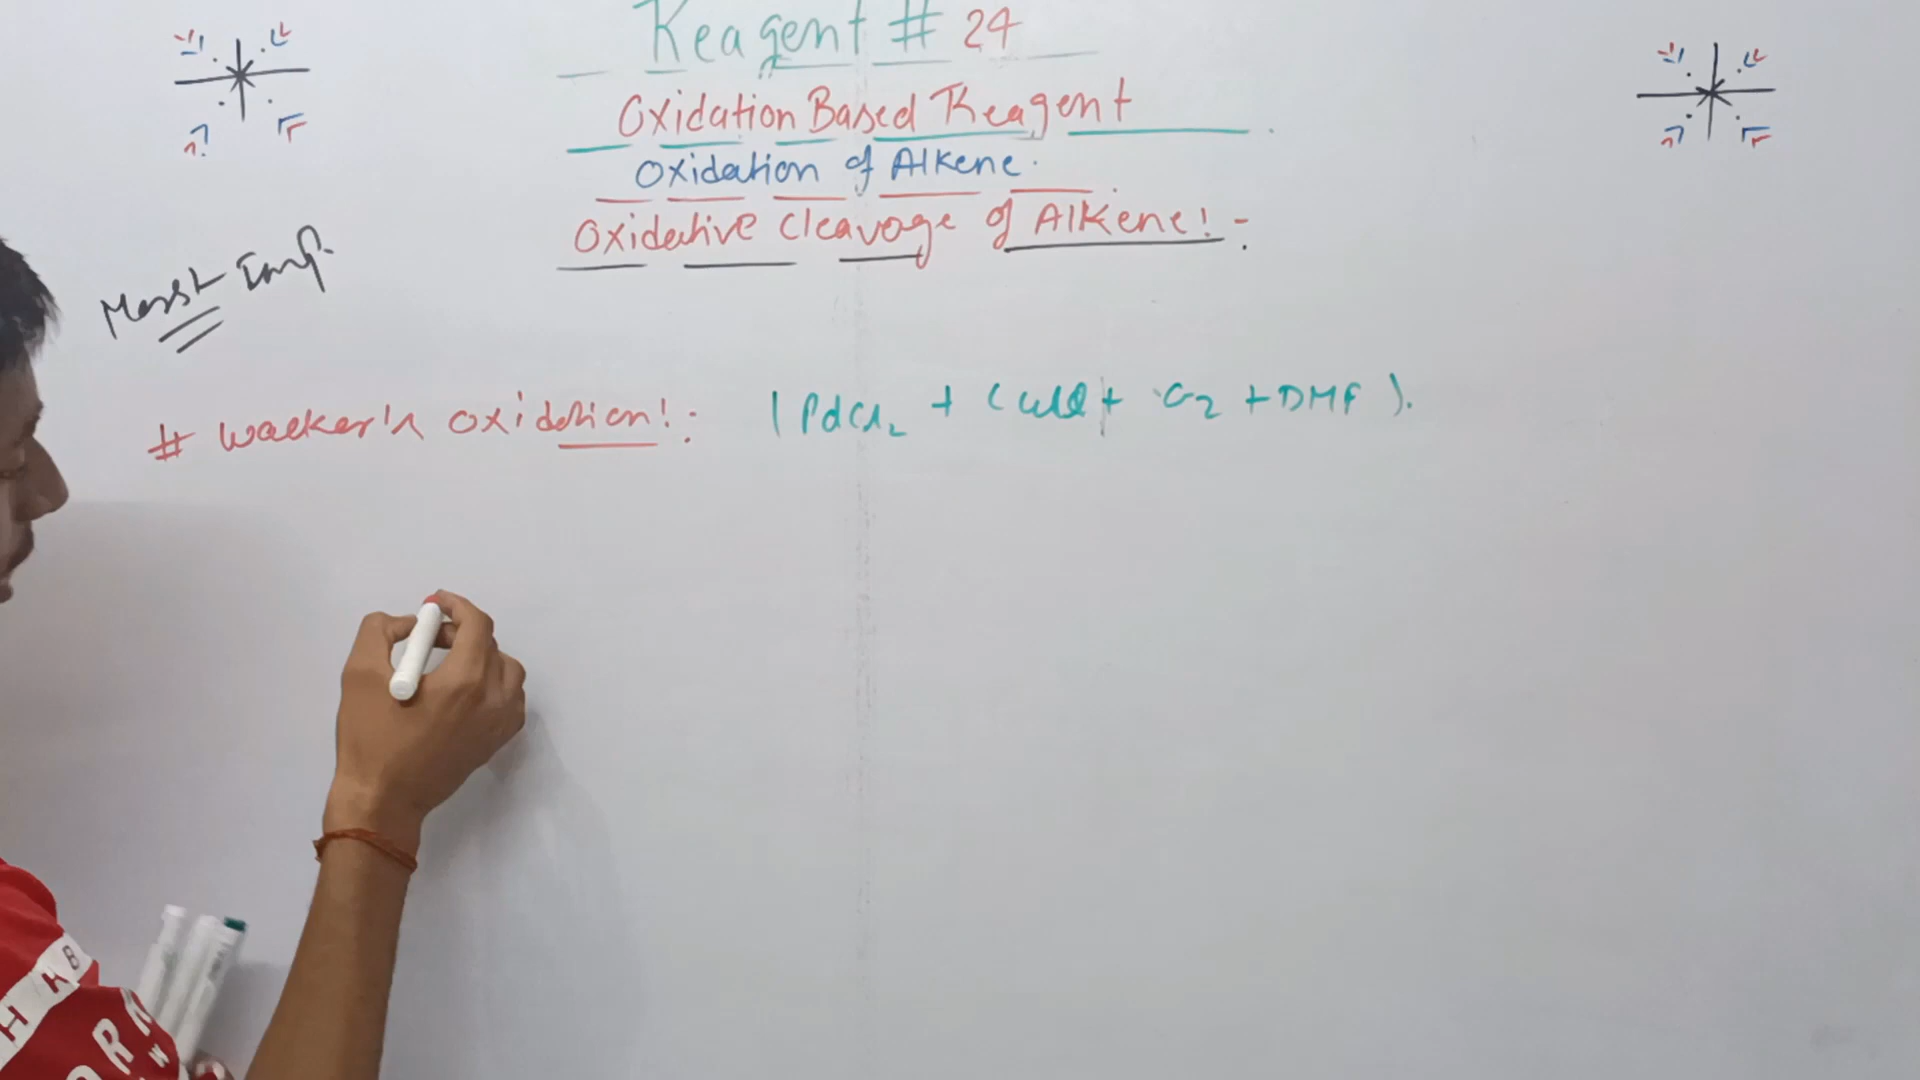 Reagent # 24
Oxidation Based Reagent
Oxidation of Alkene.
Oxidative Cleavage of Alkene! -
Most Imp.
# Wacker's oxidation! : (PdCl2 + CuCl + O2 + DMF).